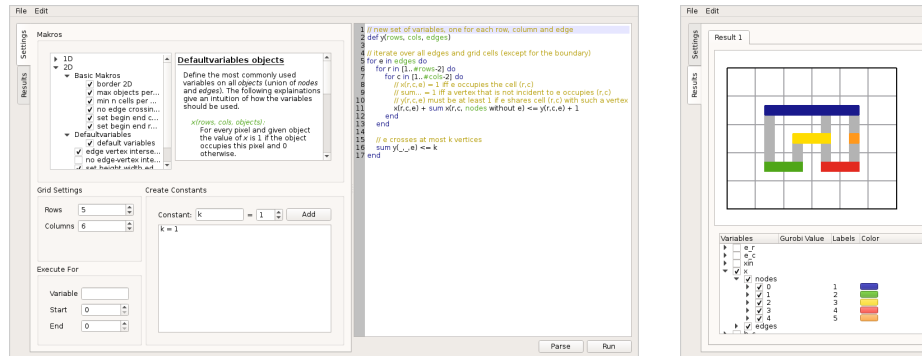 File Edit
Settings
Results
Makros
1D
2D
Basic Makros
border 2D
max objects per...
min n cells per ...
no edge crossin...
set begin end c...
set begin end r...
Defaultvariables
default variables
edge vertex interse...
no edge-vertex inte...
set height width ed...
Defaultvariables objects
Define the most commonly used
variables on all objects (union of nodes
and edges). The following explainations
give an intuition of how the variables
should be used.
x(rows, cols, objects):
For every pixel and given object
the value of x is 1 if the object
occupies this pixel and 0
otherwise.
Grid Settings
Rows 5
Columns 6
Create Constants
Constant: k = 1 Add
k = 1
Execute For
Variable
Start 0
End 0
1 // new set of variables, one for each row, column and edge
2 def y(rows, cols, edges)
3
4 // iterate over all edges and grid cells (except for the boundary)
5 for e in edges do
6 for r in [1..#rows-2] do
7 for c in [1..#cols-2] do
8 // x(r,c,e) = 1 iff e occupies the cell (r,c)
9 // sum... = 1 iff a vertex that is not incident to e occupies (r,c)
10 // y(r,c,e) must be at least 1 if e shares cell (r,c) with such a vertex
11 x(r,c,e) + sum x(r,c, nodes without e) <= y(r,c,e) + 1
12 end
13 end
14
15 // e crosses at most k vertices
16 sum y(_,_,e) <= k
17 end
Parse Run
File Edit
Settings
Results
Result 1
Variables Gurobi Value Labels Color
e_r
e_c
xin
x
nodes
0 1
1 2
2 3
3 4
4 5
edges